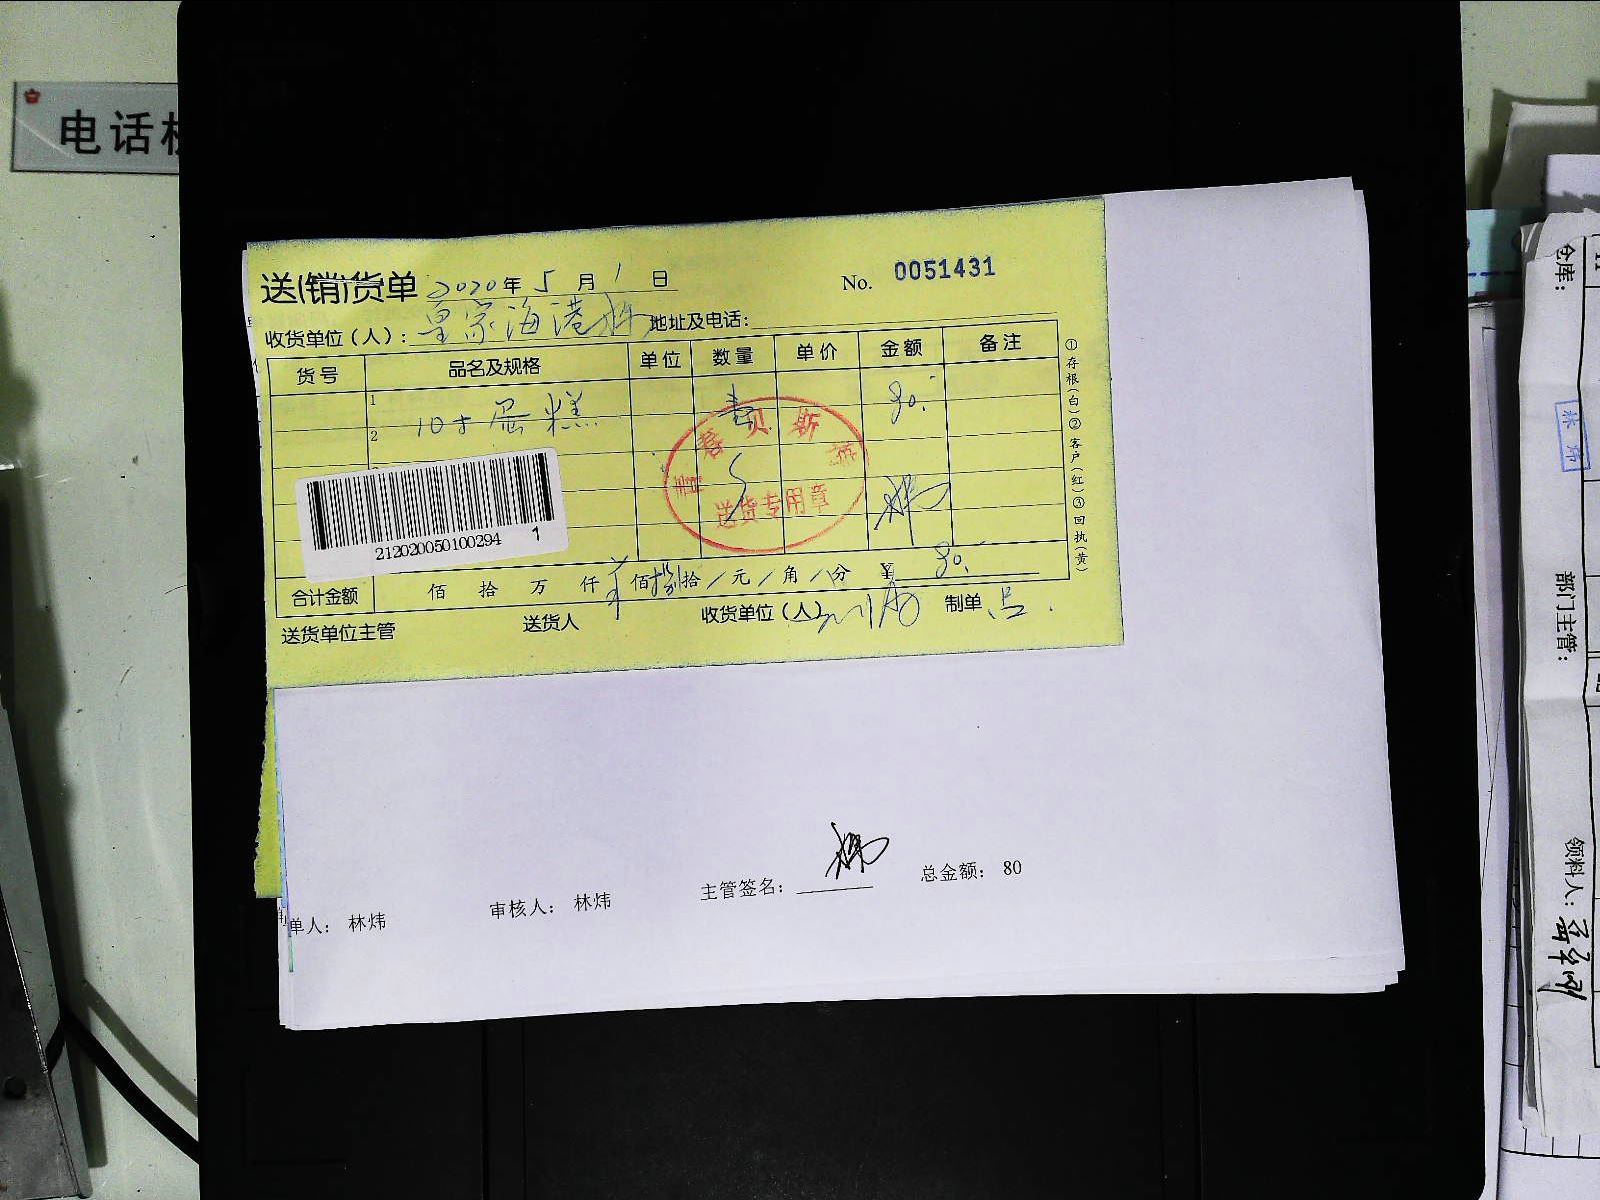 电话
送(销)货单 2020年 5 月 1 日 No. 0051431
收货单位(人): 皇家海港 地址及电话:
货号 品名及规格 单位 数量 单价 金额 备注
1
2 10寸蛋糕 壹 80.
送货专用章
212020050100294 1
合计金额 佰 拾 万 仟 佰 捌拾 / 元 / 角 / 分 ¥ 80.
送货单位主管 送货人 收货单位(人) 制单
①存根(白)②客户(红)③回执(黄)
单人: 林炜 审核人: 林炜 主管签名: 总金额: 80
仓库:
林炜
部门主管:
领料人: